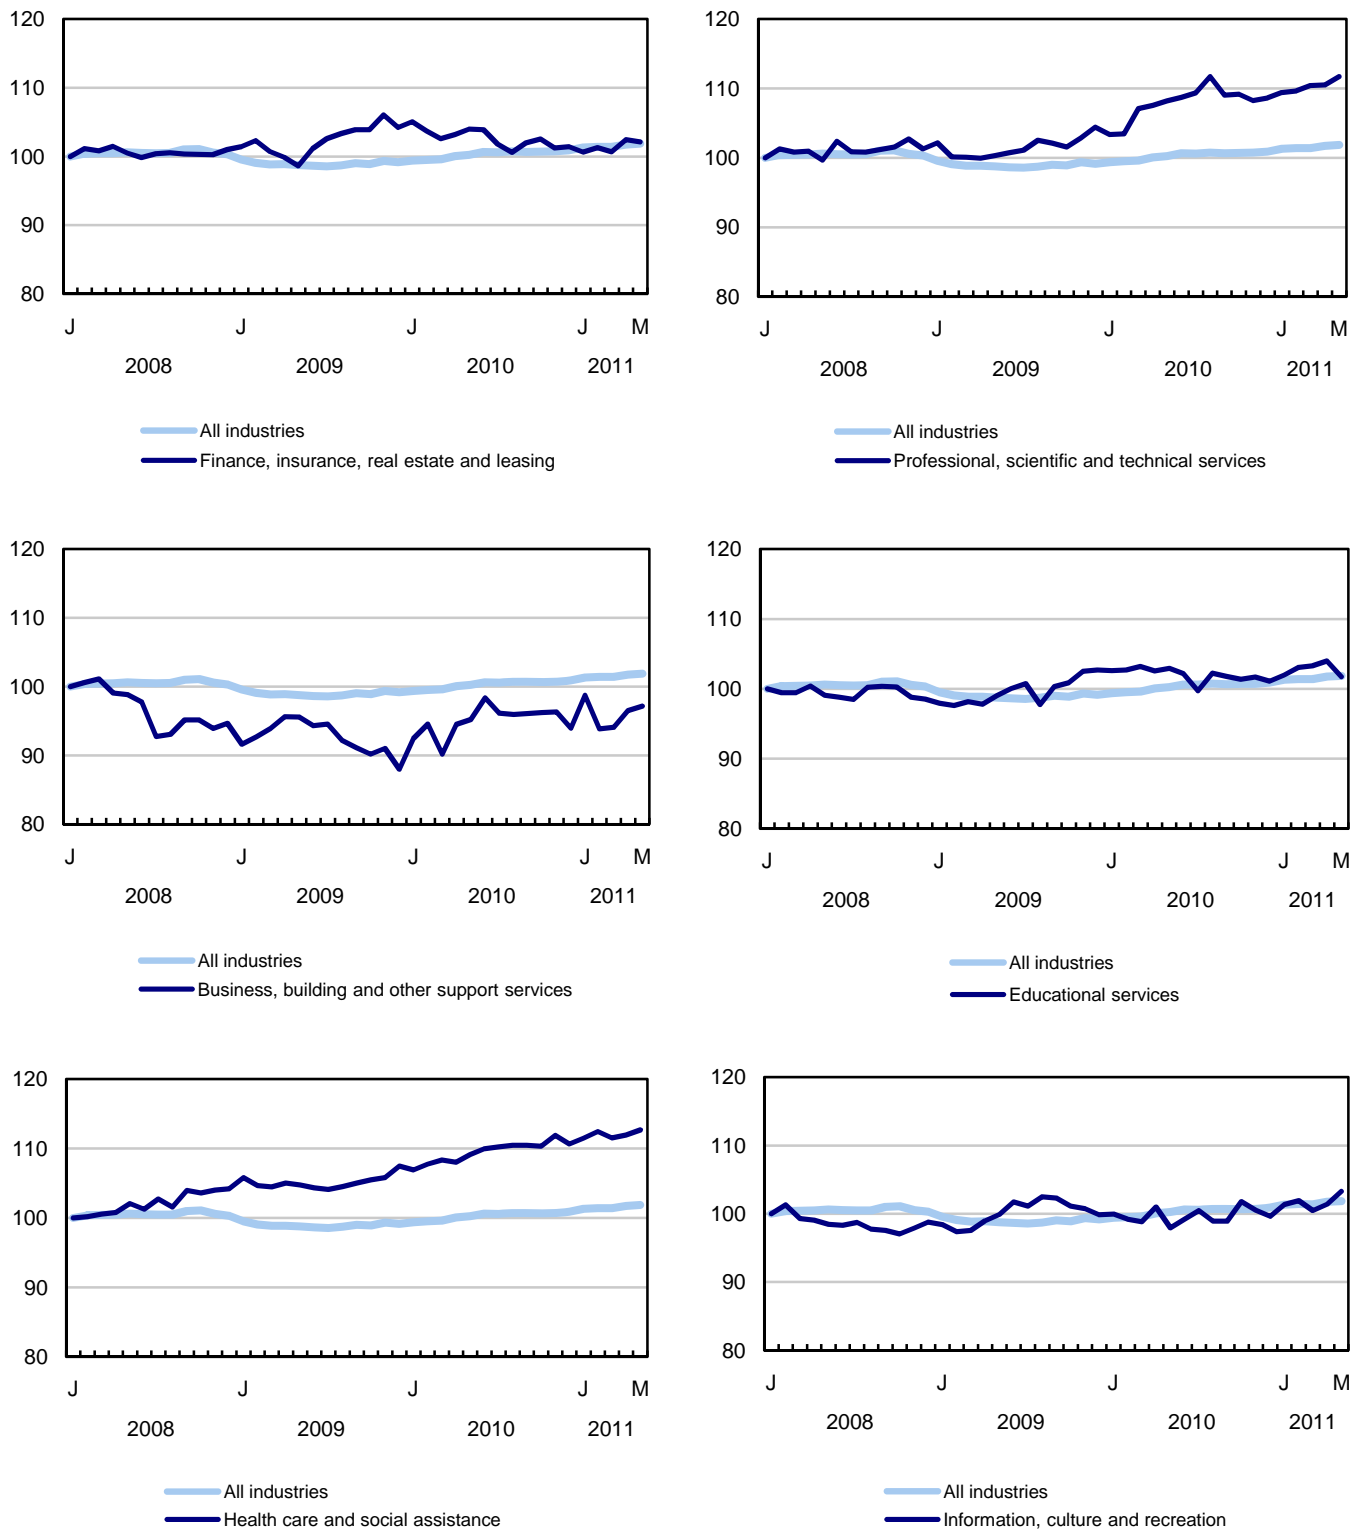 120
110
100
90
80
J J J J M
2008 2009 2010 2011
All industries
Finance, insurance, real estate and leasing
120
110
100
90
80
J J J J M
2008 2009 2010 2011
All industries
Professional, scientific and technical services
120
110
100
90
80
J J J J M
2008 2009 2010 2011
All industries
Business, building and other support services
120
110
100
90
80
J J J J M
2008 2009 2010 2011
All industries
Educational services
120
110
100
90
80
J J J J M
2008 2009 2010 2011
All industries
Health care and social assistance
120
110
100
90
80
J J J J M
2008 2009 2010 2011
All industries
Information, culture and recreation